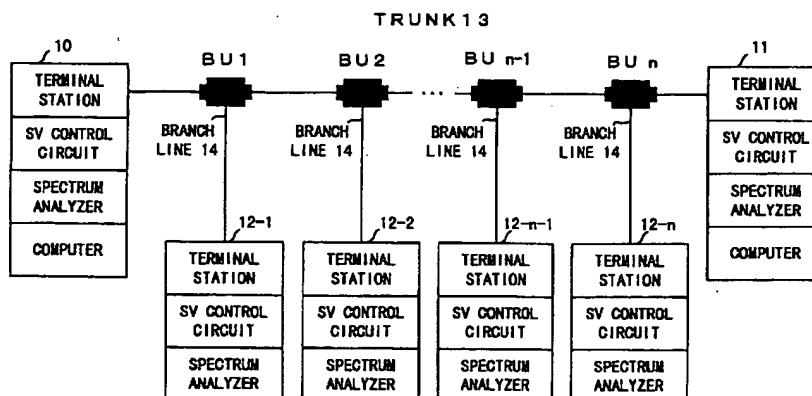 TRUNK13
10
BU1
BU2
...
BU n-1
BU n
11
TERMINAL
STATION
SV CONTROL
CIRCUIT
SPECTRUM
ANALYZER
COMPUTER
BRANCH
LINE 14
BRANCH
LINE 14
BRANCH
LINE 14
BRANCH
LINE 14
TERMINAL
STATION
SV CONTROL
CIRCUIT
SPECTRUM
ANALYZER
COMPUTER
12-1
TERMINAL
STATION
SV CONTROL
CIRCUIT
SPECTRUM
ANALYZER
12-2
TERMINAL
STATION
SV CONTROL
CIRCUIT
SPECTRUM
ANALYZER
12-n-1
TERMINAL
STATION
SV CONTROL
CIRCUIT
SPECTRUM
ANALYZER
12-n
TERMINAL
STATION
SV CONTROL
CIRCUIT
SPECTRUM
ANALYZER